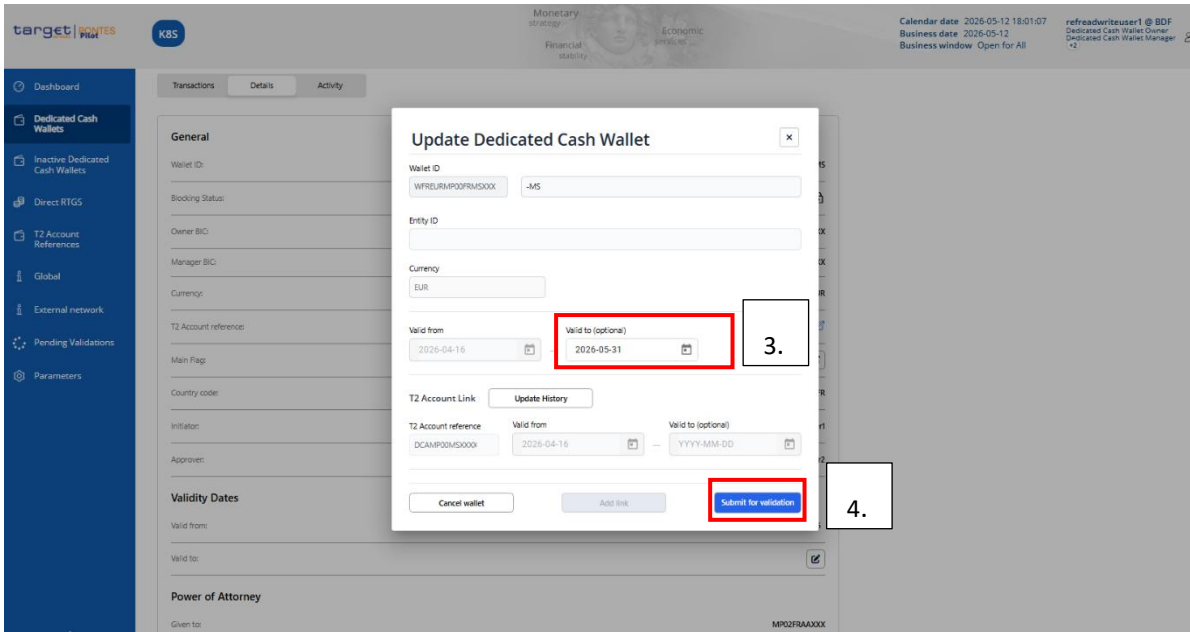 target | PONTES
Pilot
K8S
Monetary
strategy
Economic
services
Financial
stability
Calendar date 2026-05-12 18:01:07
Business date 2026-05-12
Business window Open for All
refreadwriteuser1 @ BDF
Dedicated Cash Wallet Owner
Dedicated Cash Wallet Manager
+2
Dashboard
Dedicated Cash
Wallets
Inactive Dedicated
Cash Wallets
Direct RTGS
T2 Account
References
Global
External network
Pending Validations
Parameters
Transactions Details Activity
General
Wallet ID:
Blocking Status:
Owner BIC:
Manager BIC:
Currency:
T2 Account reference:
Main Flag:
Country code:
Initiator:
Approver:
Validity Dates
Valid from:
Valid to:
Power of Attorney
Given to: MP02FRAAXXX
Update Dedicated Cash Wallet
Wallet ID
WFREURMP00FRMSXXX -MS
Entity ID
Currency
EUR
Valid from Valid to (optional)
2026-04-16 — 2026-05-31
3.
T2 Account Link Update History
T2 Account reference Valid from Valid to (optional)
2026-04-16 — YYYY-MM-DD
Cancel wallet Add link Submit for validation
4.